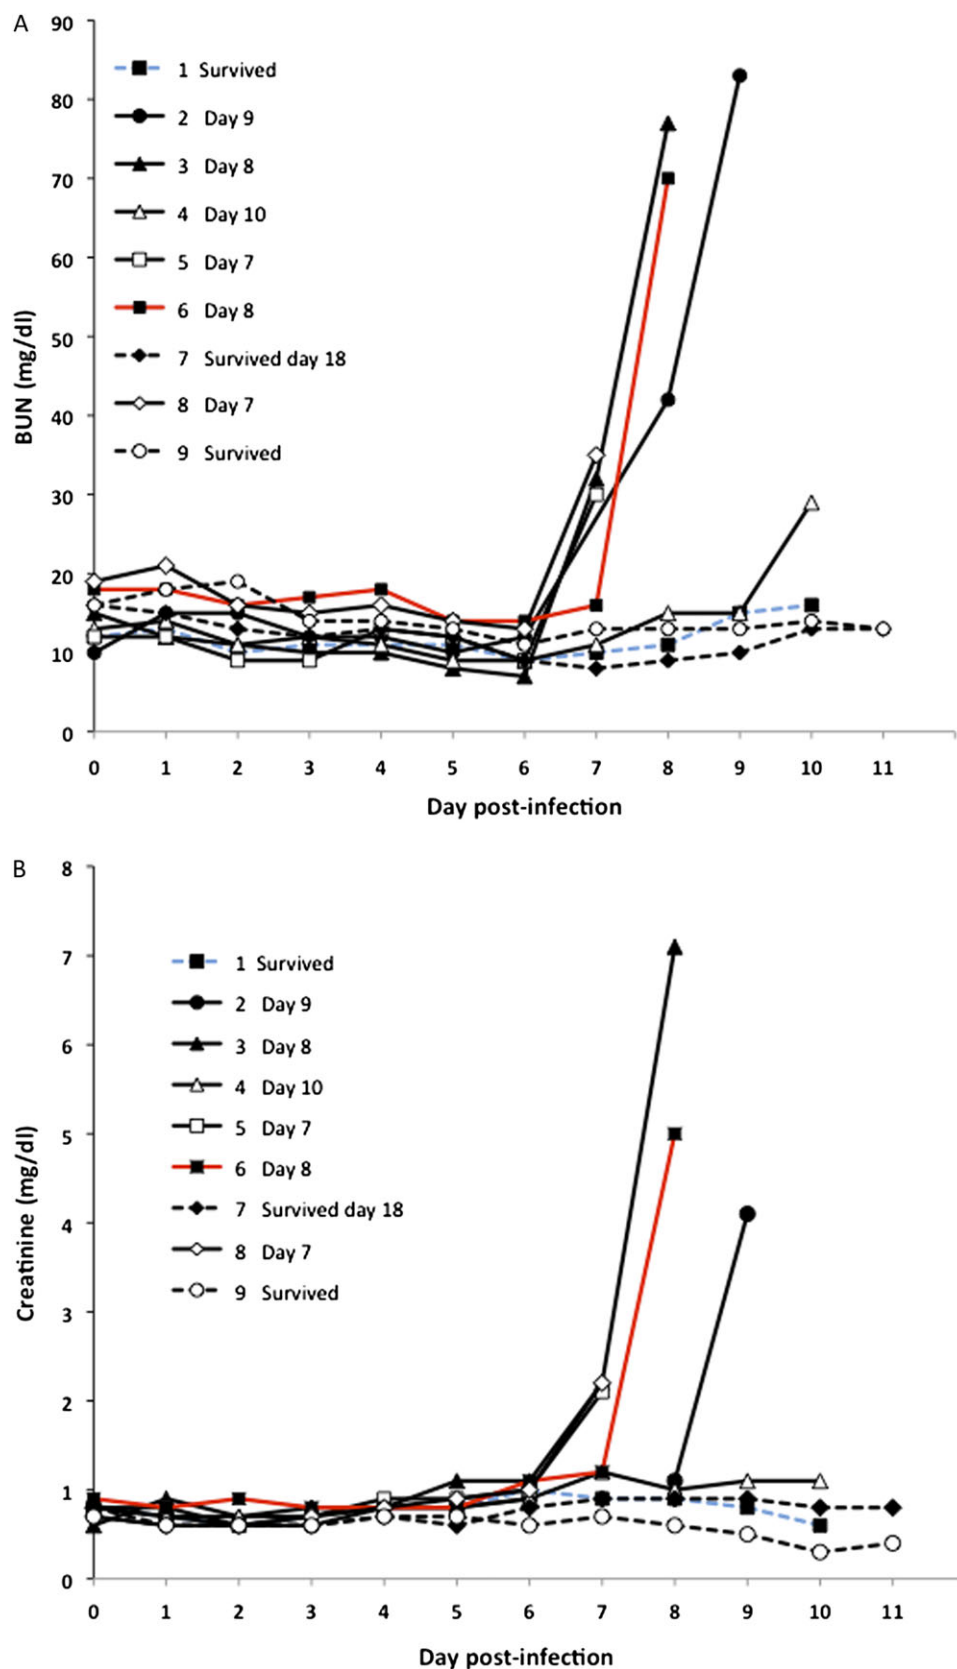 A
90
80
70
60
50
40
30
20
10
0
BUN (mg/dl)
1 Survived
2 Day 9
3 Day 8
4 Day 10
5 Day 7
6 Day 8
7 Survived day 18
8 Day 7
9 Survived
0 1 2 3 4 5 6 7 8 9 10 11
Day post-infection
B
8
7
6
5
4
3
2
1
0
Creatinine (mg/dl)
1 Survived
2 Day 9
3 Day 8
4 Day 10
5 Day 7
6 Day 8
7 Survived day 18
8 Day 7
9 Survived
0 1 2 3 4 5 6 7 8 9 10 11
Day post-infection